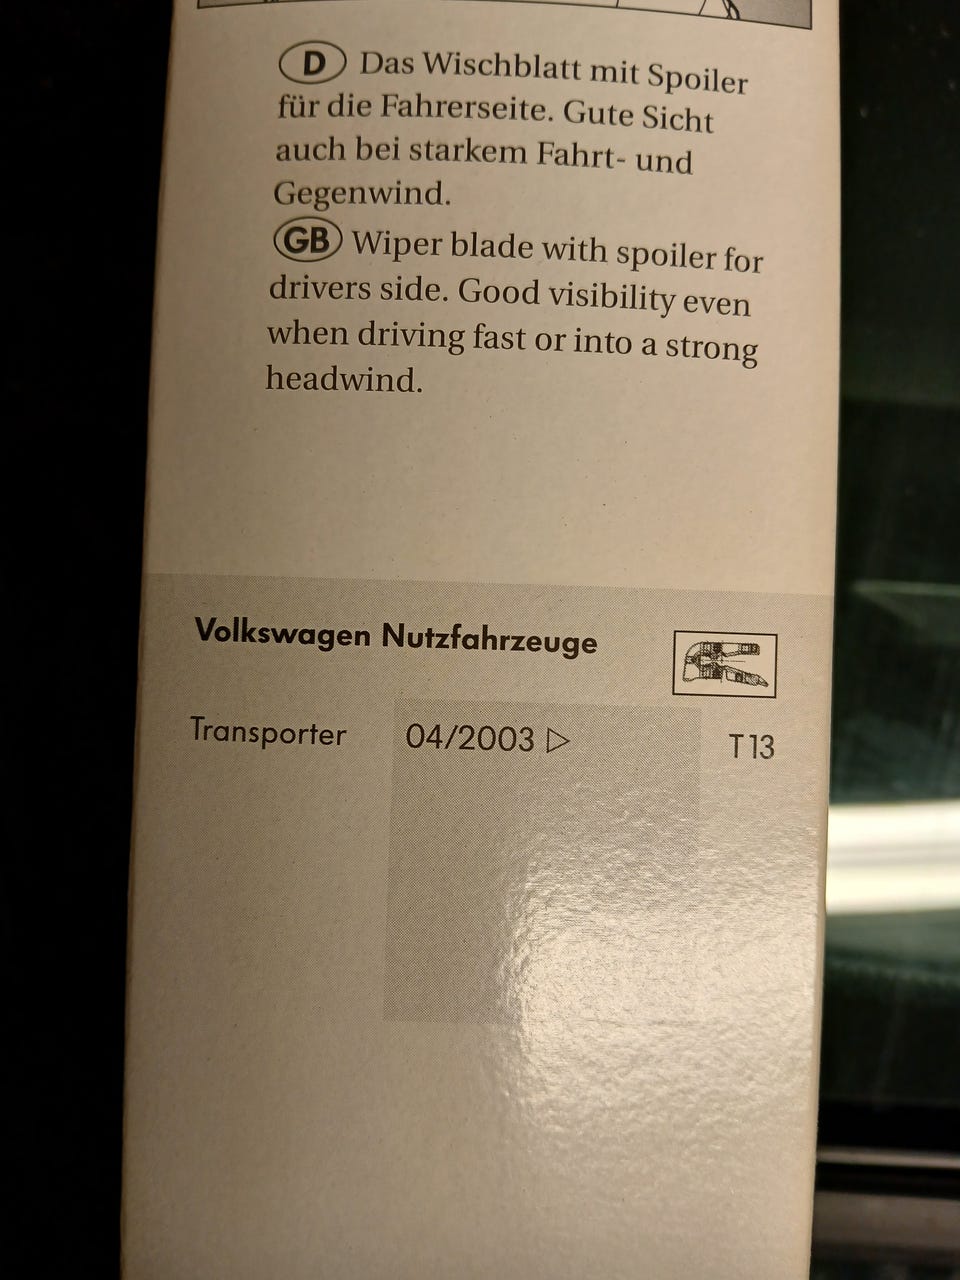 D Das Wischblatt mit Spoiler
für die Fahrerseite. Gute Sicht
auch bei starkem Fahrt- und
Gegenwind.
GB Wiper blade with spoiler for
drivers side. Good visibility even
when driving fast or into a strong
headwind.
Volkswagen Nutzfahrzeuge
Transporter 04/2003 ▷ T13